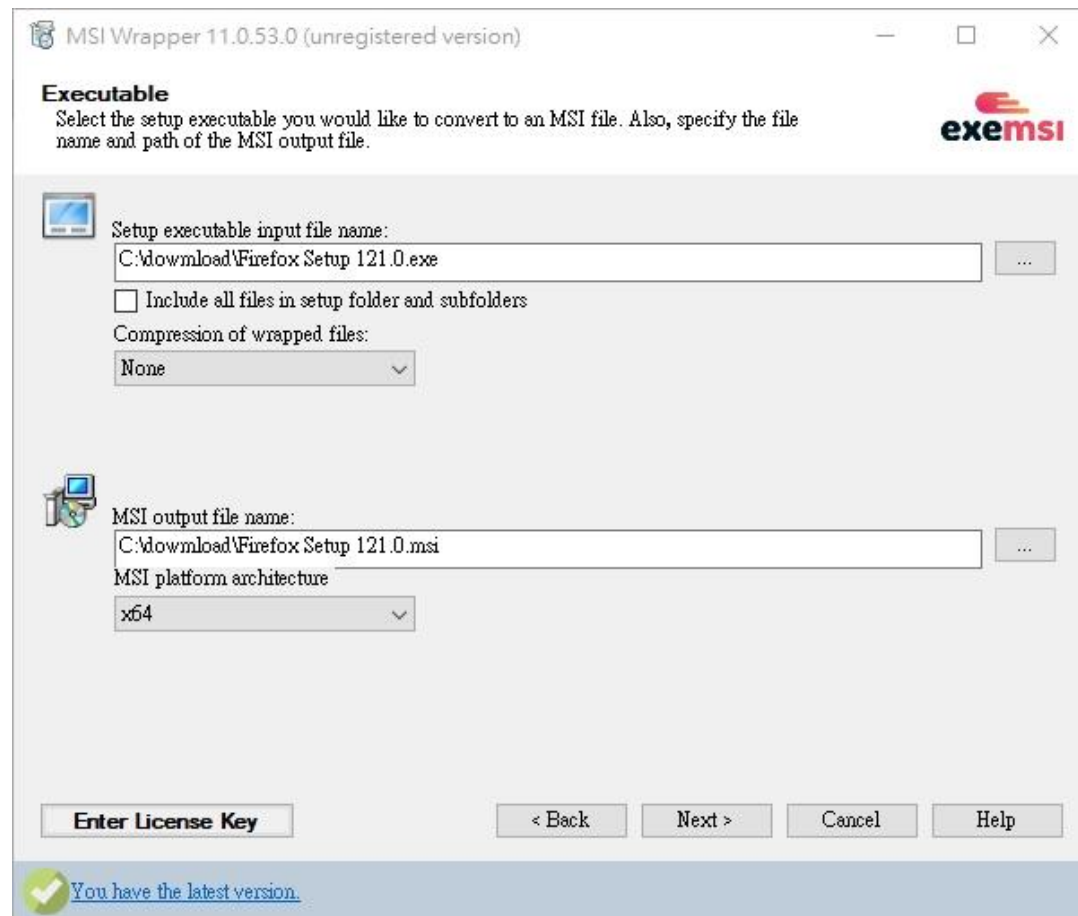 MSI Wrapper 11.0.53.0 (unregistered version)
Executable
Select the setup executable you would like to convert to an MSI file. Also, specify the file
name and path of the MSI output file.
exemsi
Setup executable input file name:
C:\dowmload\Firefox Setup 121.0.exe
...
Include all files in setup folder and subfolders
Compression of wrapped files:
None
MSI output file name:
C:\dowmload\Firefox Setup 121.0.msi
...
MSI platform architecture
x64
Enter License Key
< Back
Next >
Cancel
Help
You have the latest version.